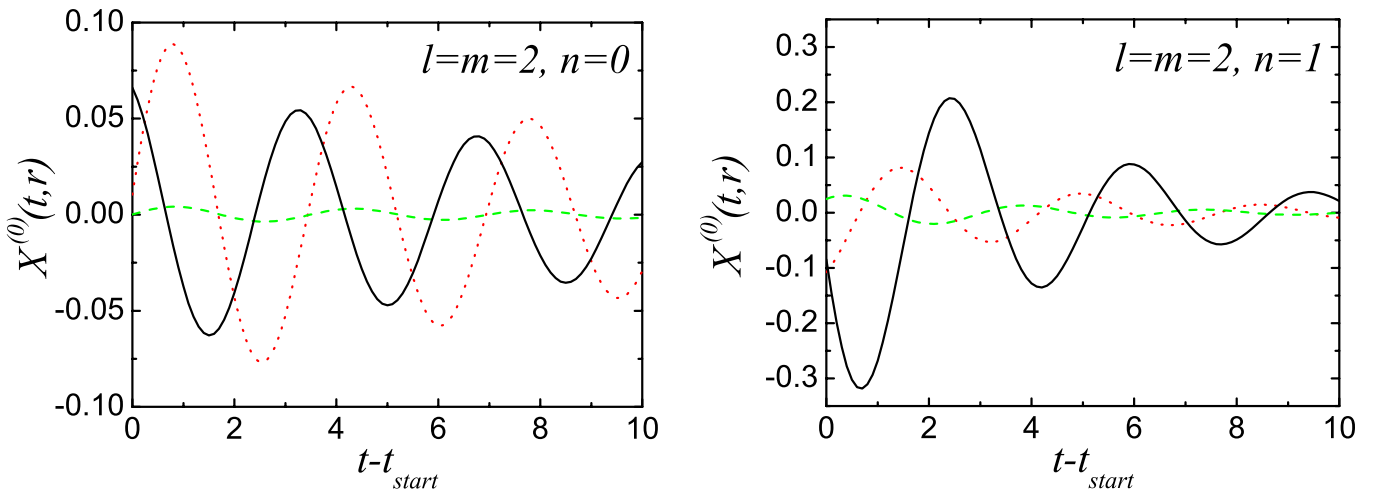 0.10
0.05
0.00
-0.05
-0.10
X^(0)(t,r)
l=m=2, n=0
0 2 4 6 8 10
t-t_start
0.3
0.2
0.1
0.0
-0.1
-0.2
-0.3
X^(0)(t,r)
l=m=2, n=1
0 2 4 6 8 10
t-t_start